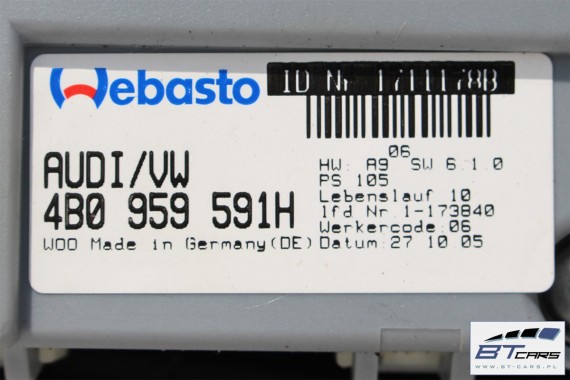 Webasto ID Nr 1711178B
AUDI/VW
4B0 959 591H
WOO Made in Germany(DE)
06
HW: A9 SW 6.1.0
PS 105
Lebenslauf 10
lfd Nr.1-173840
Werkercode:06
Datum:27 10 05
BTCARS
WWW.BT-CARS.PL